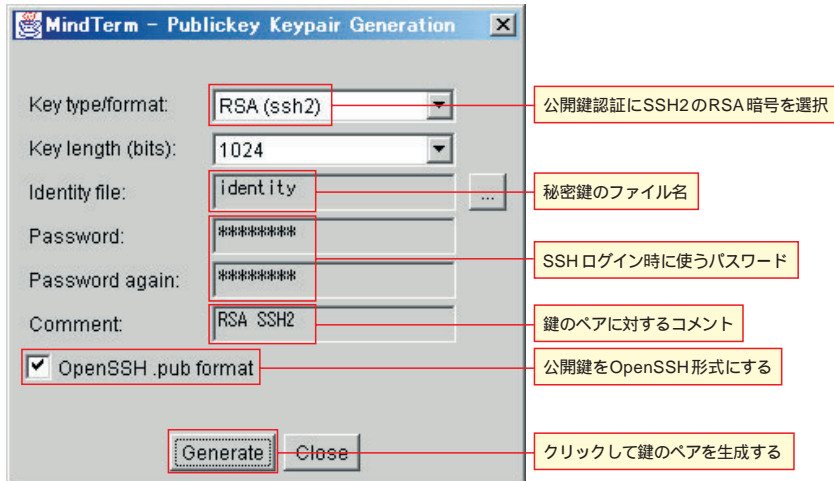 MindTerm - Publickey Keypair Generation
Key type/format: RSA (ssh2) 公開鍵認証にSSH2のRSA暗号を選択
Key length (bits): 1024
Identity file: identity ... 秘密鍵のファイル名
Password: ********
SSHログイン時に使うパスワード
Password again: ********
Comment: RSA SSH2 鍵のペアに対するコメント
OpenSSH .pub format 公開鍵をOpenSSH形式にする
Generate Close クリックして鍵のペアを生成する